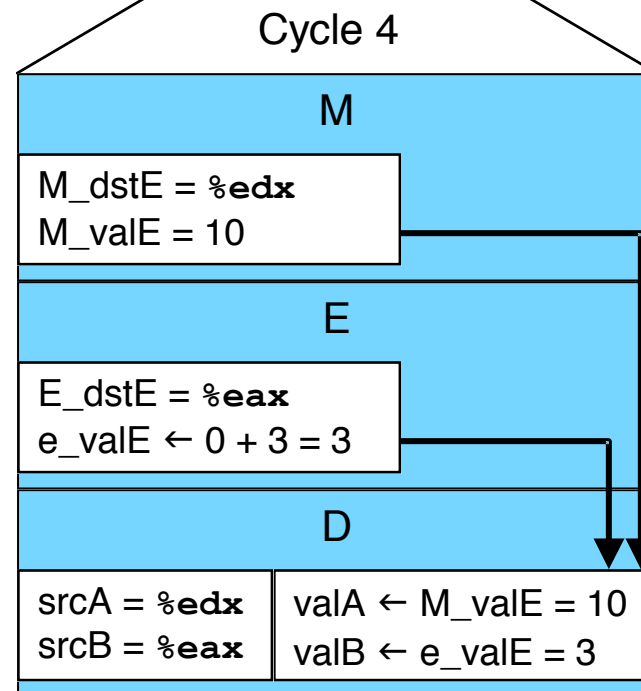 Cycle 4
M
M_dstE = %edx
M_valE = 10
E
E_dstE = %eax
e_valE ← 0 + 3 = 3
D
srcA = %edx
srcB = %eax
valA ← M_valE = 10
valB ← e_valE = 3